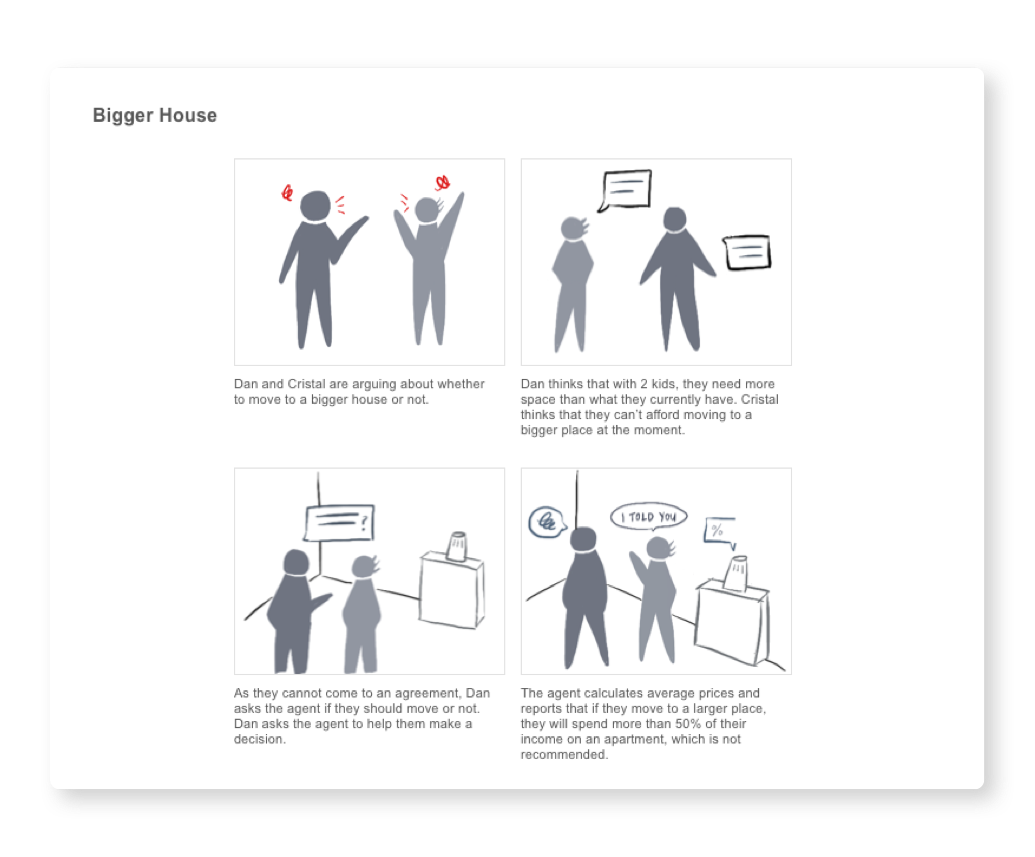 Bigger House
Dan and Cristal are arguing about whether
to move to a bigger house or not.
Dan thinks that with 2 kids, they need more
space than what they currently have. Cristal
thinks that they can't afford moving to a
bigger place at the moment.
?
As they cannot come to an agreement, Dan
asks the agent if they should move or not.
Dan asks the agent to help them make a
decision.
I TOLD YOU
%
The agent calculates average prices and
reports that if they move to a larger place,
they will spend more than 50% of their
income on an apartment, which is not
recommended.